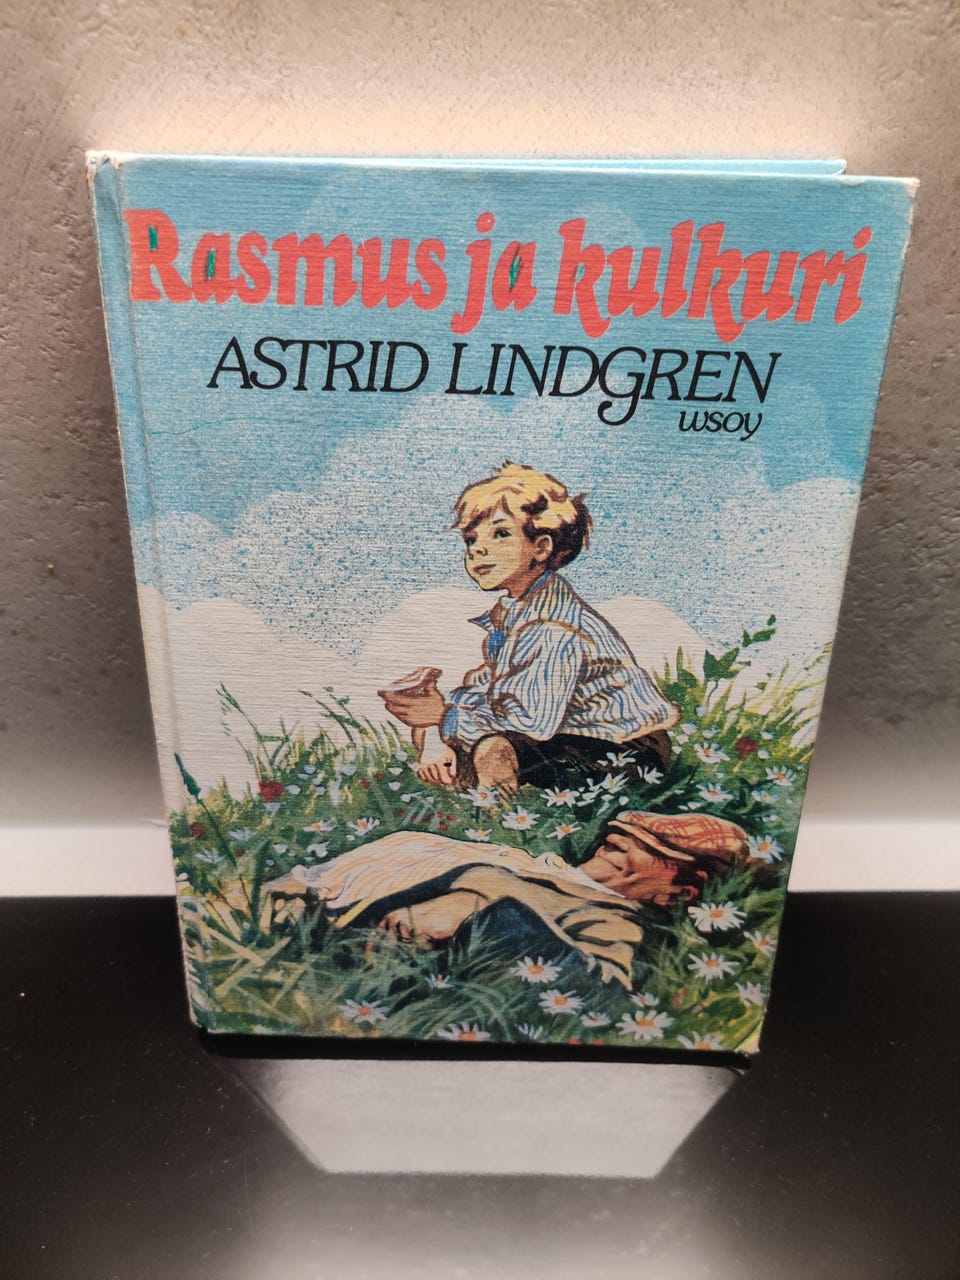 Rasmus ja kulkuri
ASTRID LINDGREN
wsoy